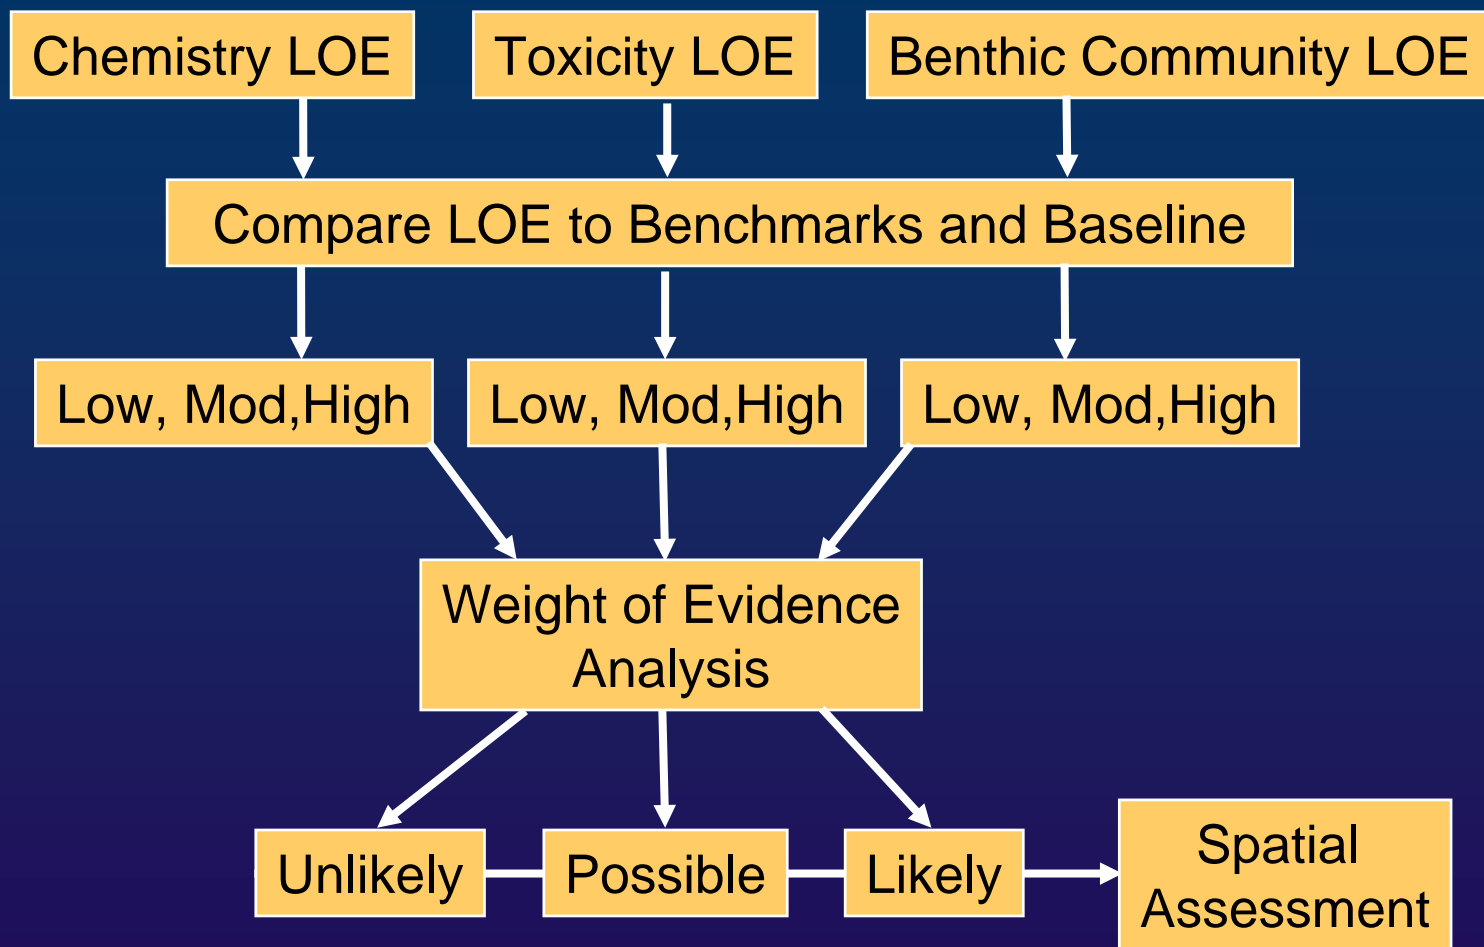 Chemistry LOE
Toxicity LOE
Benthic Community LOE
Compare LOE to Benchmarks and Baseline
Low, Mod,High
Low, Mod,High
Low, Mod,High
Weight of Evidence
Analysis
Unlikely
Possible
Likely
Spatial
Assessment